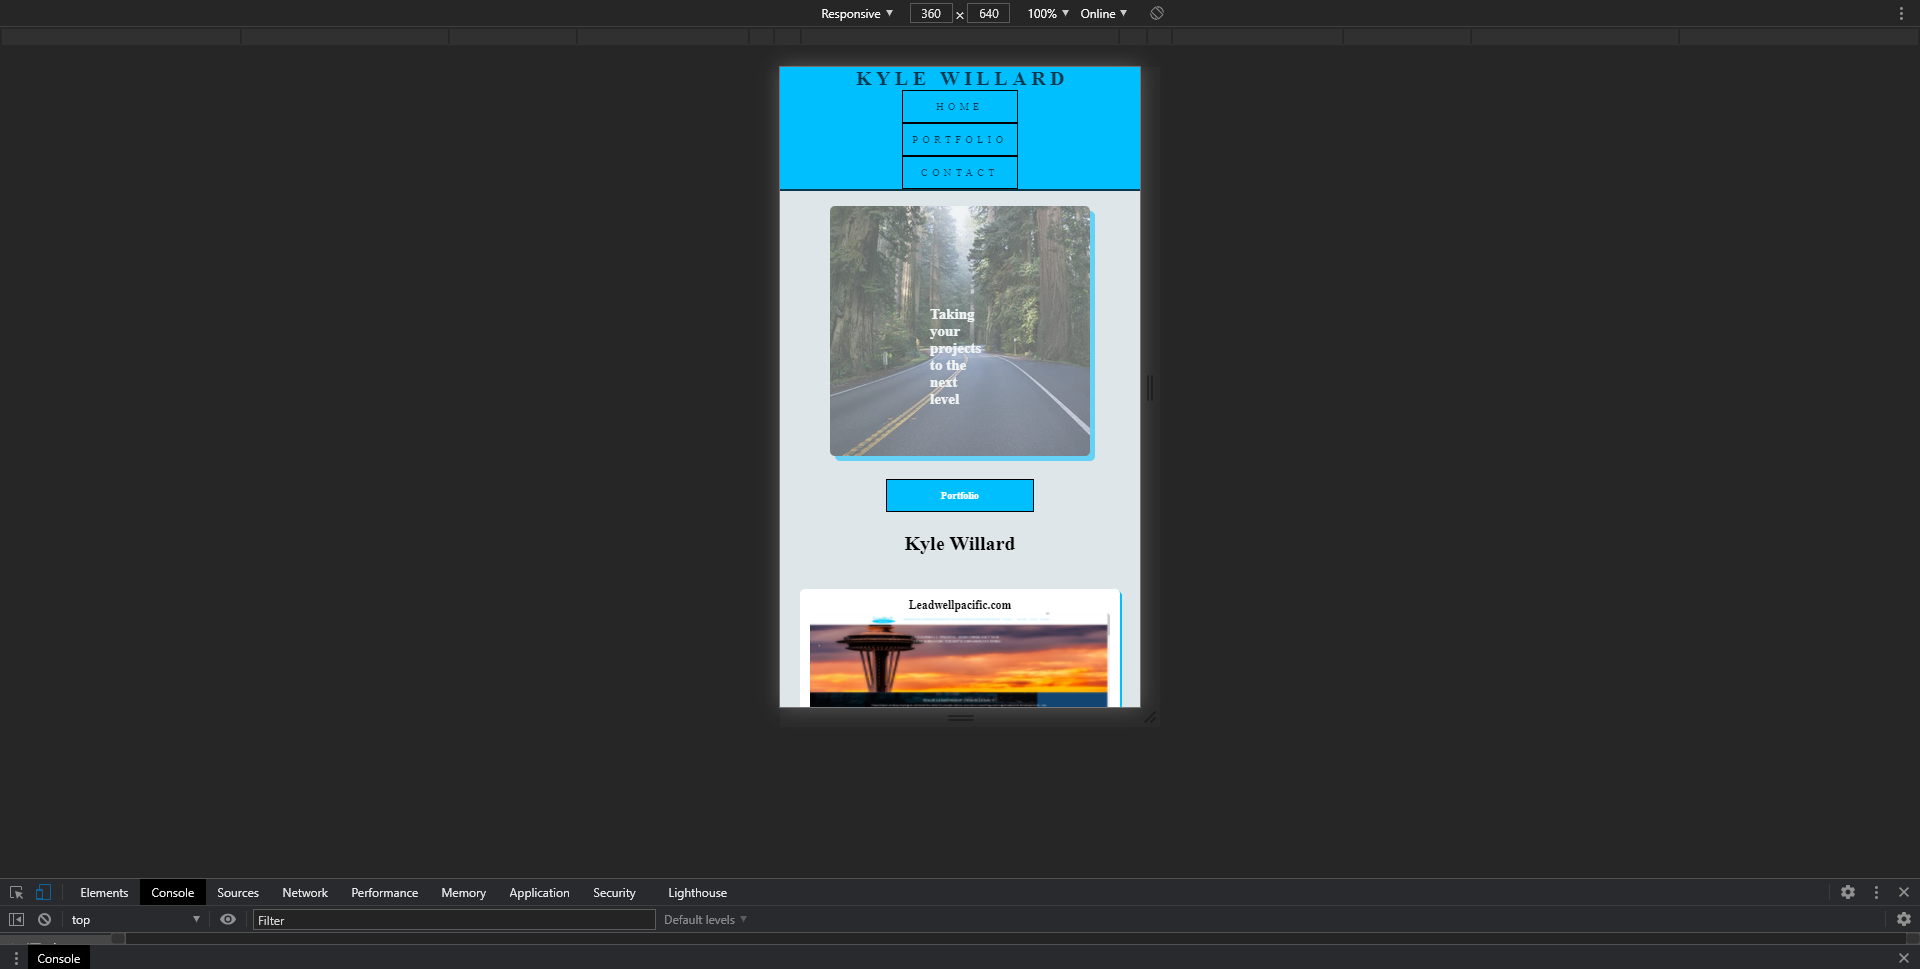 Responsive 360 × 640 100% Online
KYLE WILLARD
HOME
PORTFOLIO
CONTACT
Taking
your
projects
to the
next
level
Portfolio
Kyle Willard
Leadwellpacific.com
Elements Console Sources Network Performance Memory Application Security Lighthouse
top Filter Default levels
Console